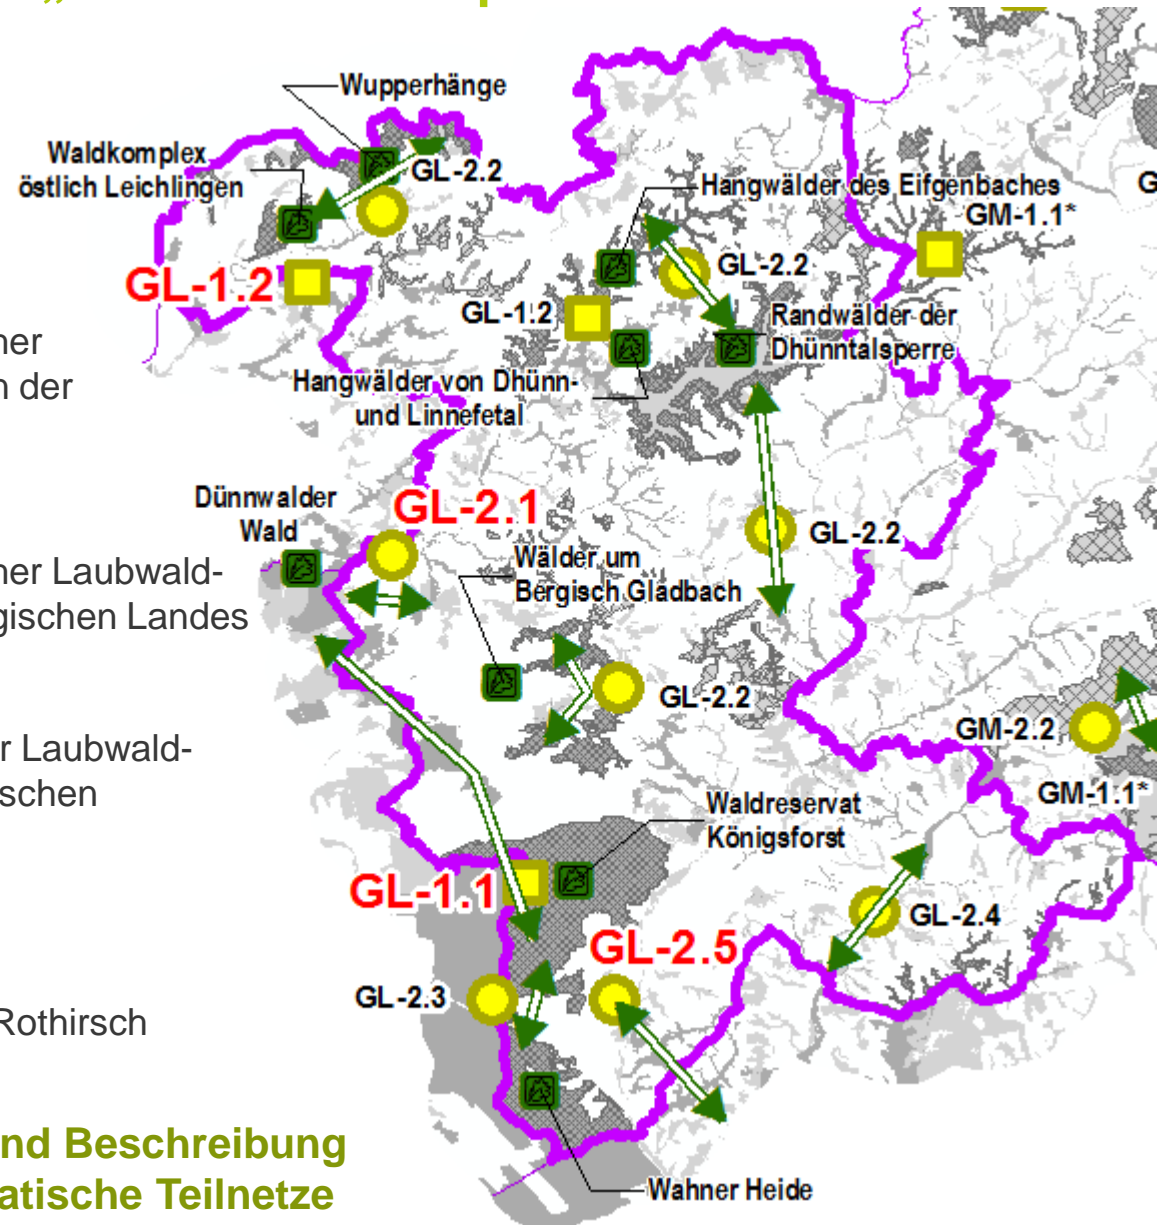 „
Wupperhänge
Waldkomplex
östlich Leichlingen
GL-2.2
Hangwälder des Eifgenbaches
G
GM-1.1*
GL-2.2
GL-1.2
GL-1.2
Randwälder der
Dhünntalsperre
Hangwälder von Dhünn-
und Linnefetal
ner
n der
Dünnwalder
Wald
GL-2.1
GL-2.2
Wälder um
Bergisch Gladbach
ner Laubwald-
gischen Landes
GL-2.2
GM-2.2
r Laubwald-
schen
GM-1.1*
Waldreservat
Königsforst
GL-1.1
GL-2.4
GL-2.5
GL-2.3
Rothirsch
nd Beschreibung
atische Teilnetze
Wahner Heide